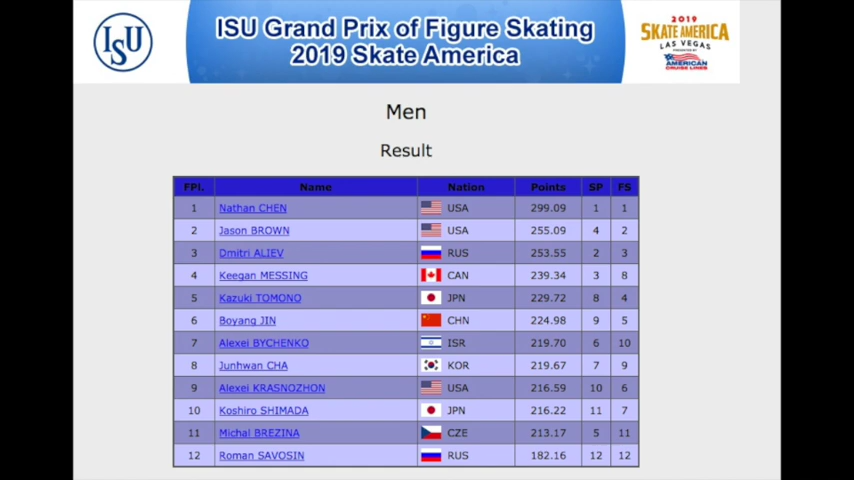 ISU
ISU Grand Prix of Figure Skating
2019 Skate America
2019
SKATE AMERICA
LAS VEGAS
PRESENTED BY
AMERICAN
CRUISE LINES
Men
Result
FPl. Name Nation Points SP FS
1 Nathan CHEN USA 299.09 1 1
2 Jason BROWN USA 255.09 4 2
3 Dmitri ALIEV RUS 253.55 2 3
4 Keegan MESSING CAN 239.34 3 8
5 Kazuki TOMONO JPN 229.72 8 4
6 Boyang JIN CHN 224.98 9 5
7 Alexei BYCHENKO ISR 219.70 6 10
8 Junhwan CHA KOR 219.67 7 9
9 Alexei KRASNOZHON USA 216.59 10 6
10 Koshiro SHIMADA JPN 216.22 11 7
11 Michal BREZINA CZE 213.17 5 11
12 Roman SAVOSIN RUS 182.16 12 12